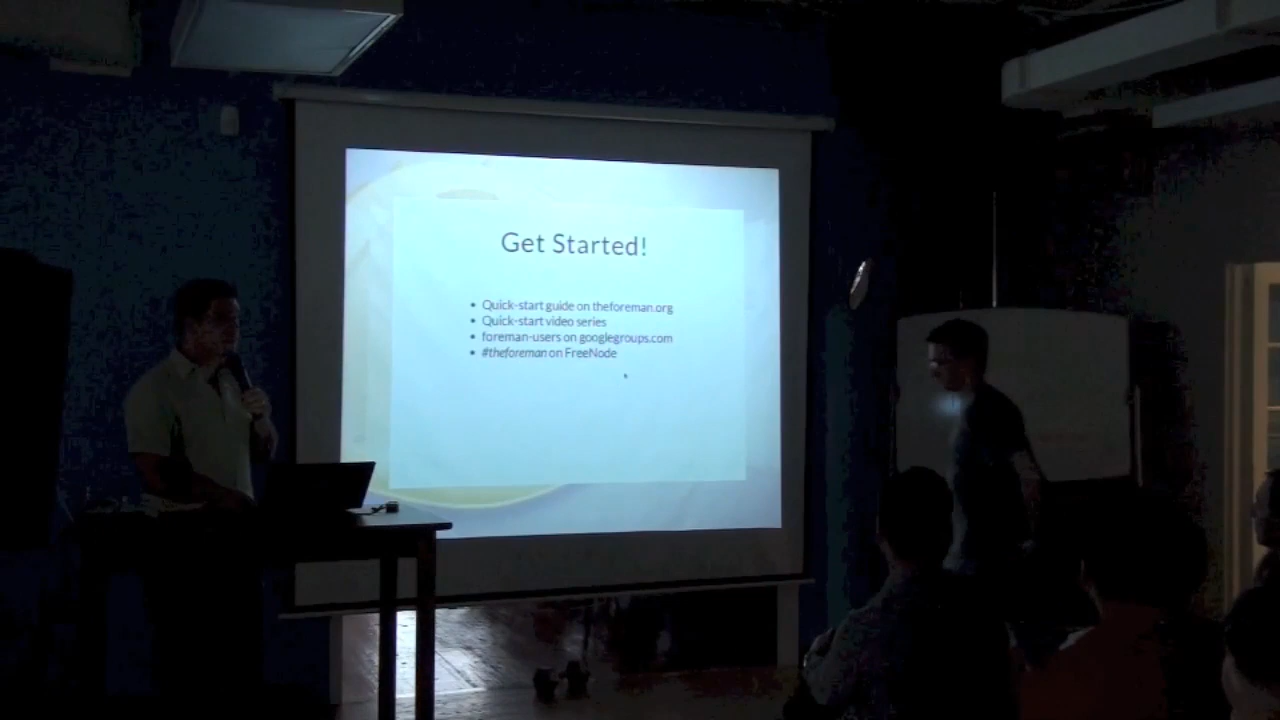 Get Started!
• Quick-start guide on theforeman.org
• Quick-start video series
• foreman-users on googlegroups.com
• #theforeman on FreeNode